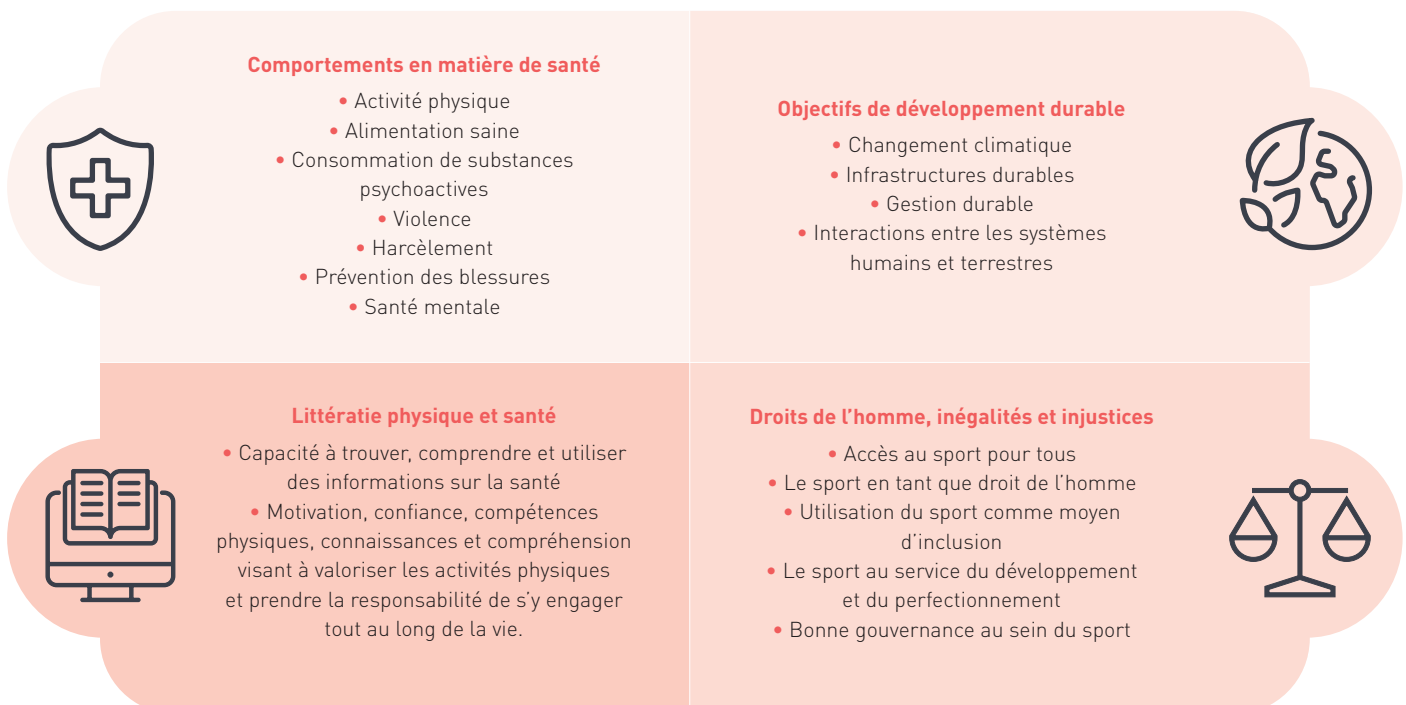 Comportements en matière de santé
• Activité physique
• Alimentation saine
• Consommation de substances
psychoactives
• Violence
• Harcèlement
• Prévention des blessures
• Santé mentale
Objectifs de développement durable
• Changement climatique
• Infrastructures durables
• Gestion durable
• Interactions entre les systèmes
humains et terrestres
Littératie physique et santé
• Capacité à trouver, comprendre et utiliser
des informations sur la santé
• Motivation, confiance, compétences
physiques, connaissances et compréhension
visant à valoriser les activités physiques
et prendre la responsabilité de s’y engager
tout au long de la vie.
Droits de l’homme, inégalités et injustices
• Accès au sport pour tous
• Le sport en tant que droit de l’homme
• Utilisation du sport comme moyen
d’inclusion
• Le sport au service du développement
et du perfectionnement
• Bonne gouvernance au sein du sport